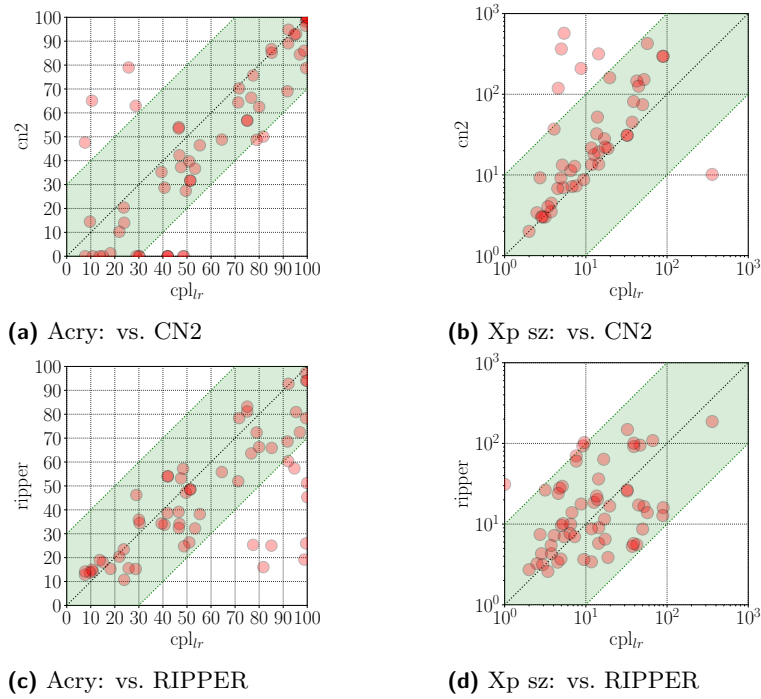 100
90
80
70
60
50
40
30
20
10
0
cn2
0 10 20 30 40 50 60 70 80 90 100
cpl_lr
(a) Acry: vs. CN2
10^3
10^2
10^1
10^0
cn2
10^0 10^1 10^2 10^3
cpl_lr
(b) Xp sz: vs. CN2
100
90
80
70
60
50
40
30
20
10
0
ripper
0 10 20 30 40 50 60 70 80 90 100
cpl_lr
(c) Acry: vs. RIPPER
10^3
10^2
10^1
10^0
ripper
10^0 10^1 10^2 10^3
cpl_lr
(d) Xp sz: vs. RIPPER